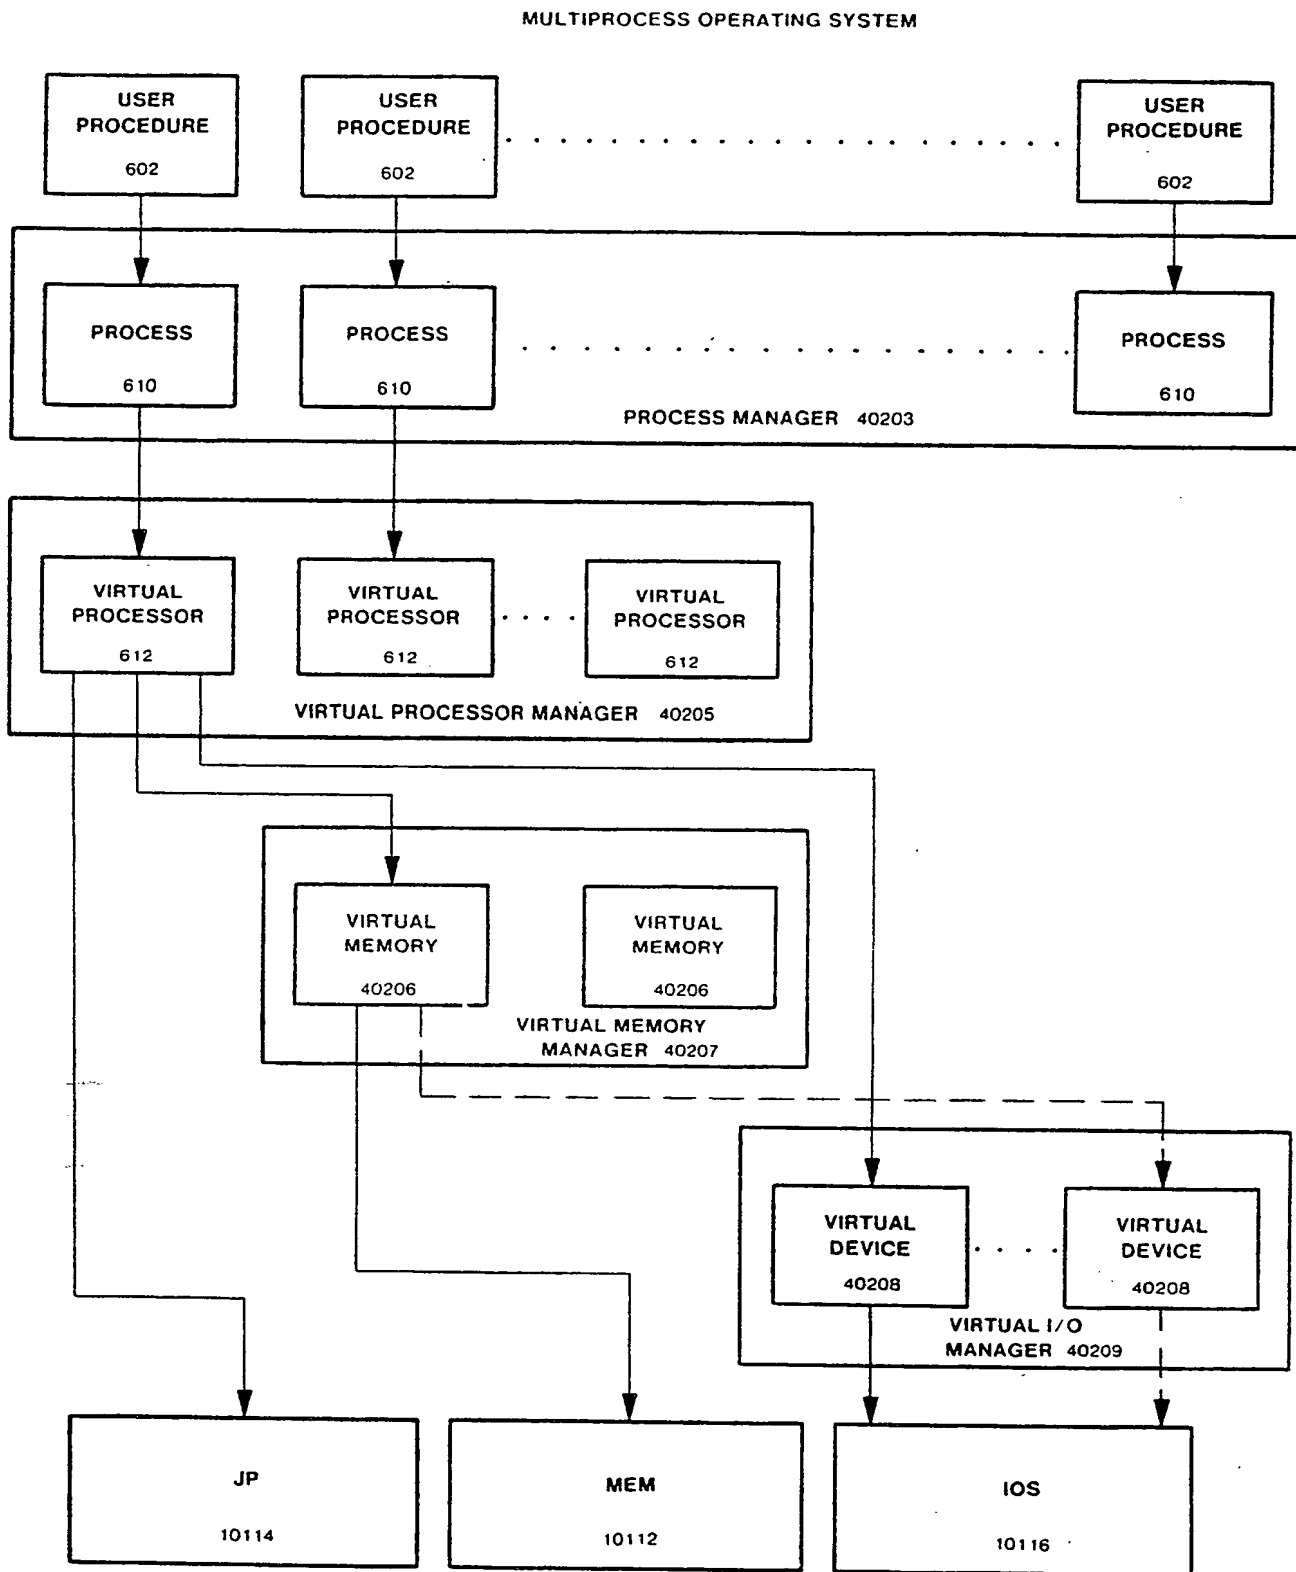 MULTIPROCESS OPERATING SYSTEM
USER
PROCEDURE
602
USER
PROCEDURE
602
USER
PROCEDURE
602
PROCESS
610
PROCESS
610
PROCESS
610
PROCESS MANAGER 40203
VIRTUAL
PROCESSOR
612
VIRTUAL
PROCESSOR
612
VIRTUAL
PROCESSOR
612
VIRTUAL PROCESSOR MANAGER 40205
VIRTUAL
MEMORY
40206
VIRTUAL
MEMORY
40206
VIRTUAL MEMORY
MANAGER 40207
VIRTUAL
DEVICE
40208
VIRTUAL
DEVICE
40208
VIRTUAL I/O
MANAGER 40209
JP
10114
MEM
10112
IOS
10116